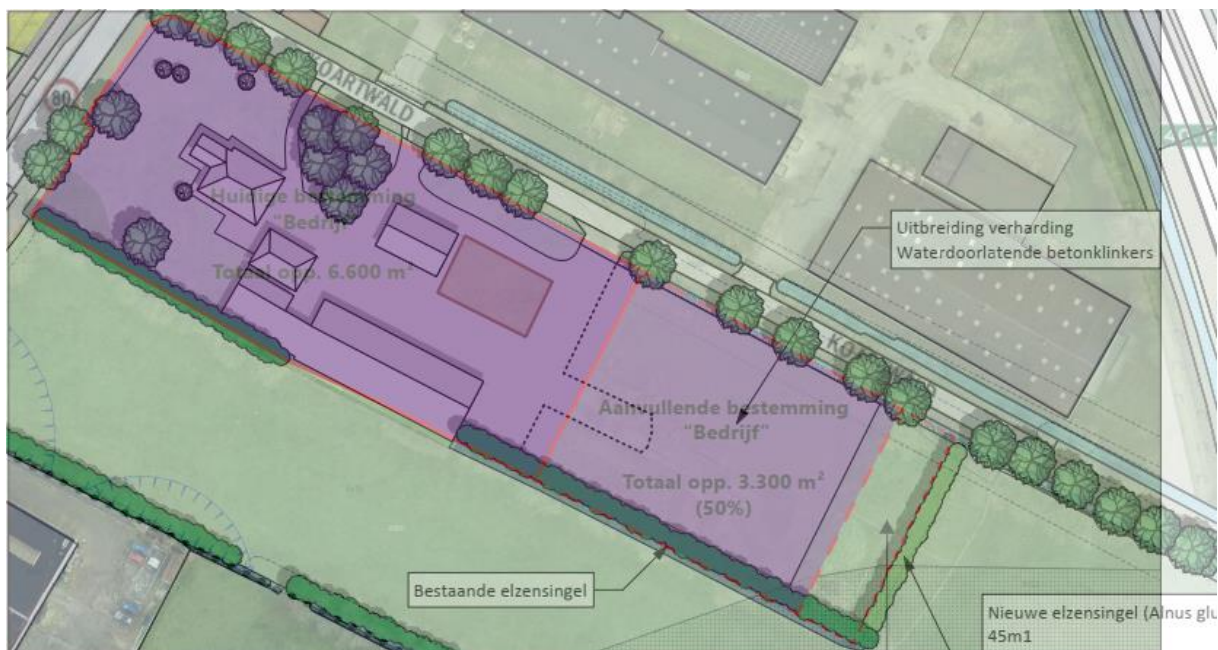 KOARTWALD
80
Huidige bestemming
"Bedrijf"
Totaal opp. 6.600 m²
Uitbreiding verharding
Waterdoorlatende betonklinkers
Aanvullende bestemming
"Bedrijf"
Totaal opp. 3.300 m²
(50%)
Bestaande elzensingel
Nieuwe elzensingel (Alnus glu
45m1